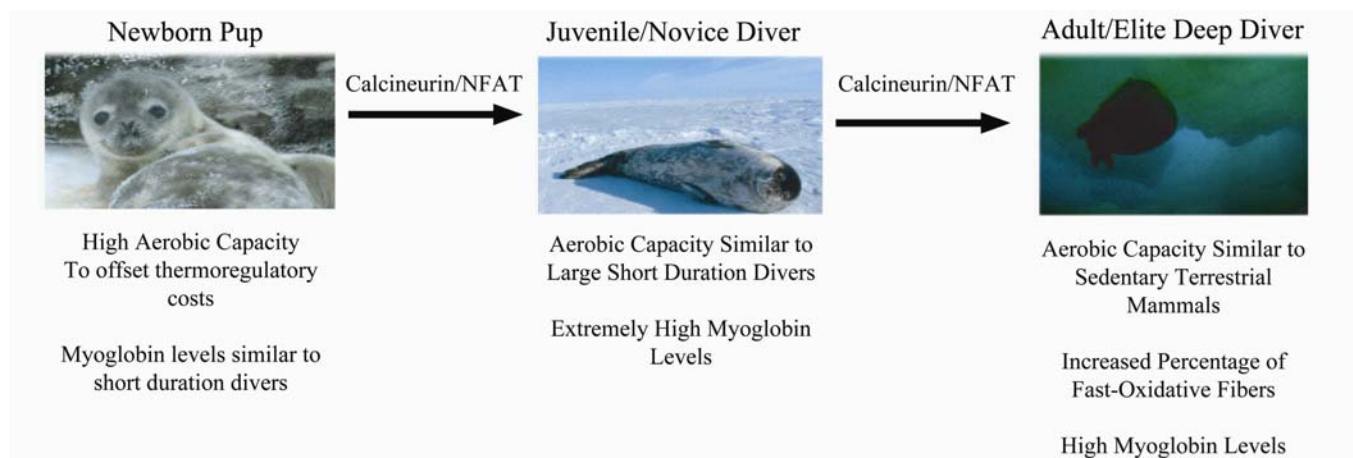 Newborn Pup
Calcineurin/NFAT
Juvenile/Novice Diver
Calcineurin/NFAT
Adult/Elite Deep Diver
High Aerobic Capacity
To offset thermoregulatory
costs
Myoglobin levels similar to
short duration divers
Aerobic Capacity Similar to
Large Short Duration Divers
Extremely High Myoglobin
Levels
Aerobic Capacity Similar to
Sedentary Terrestrial
Mammals
Increased Percentage of
Fast-Oxidative Fibers
High Myoglobin Levels